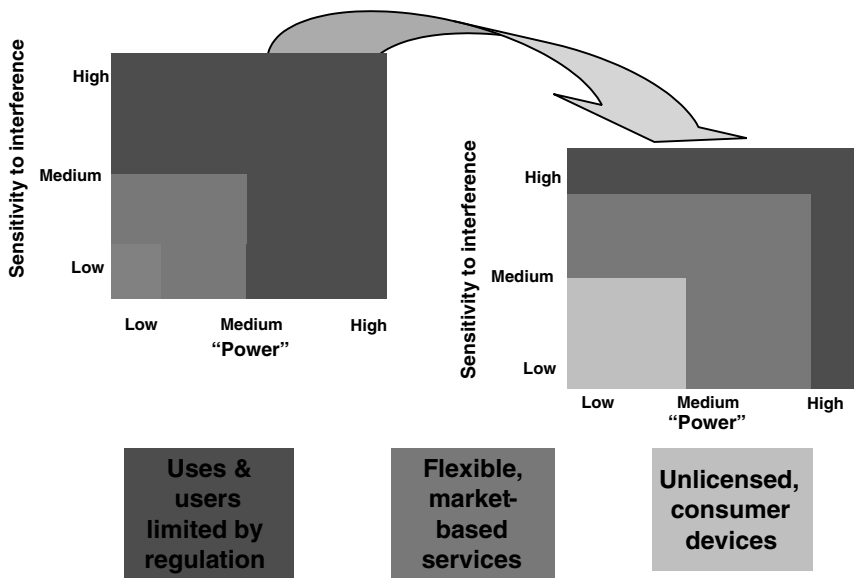 Sensitivity to interference
High
Medium
Low
Low Medium High
“Power”
Sensitivity to interference
High
Medium
Low
Low Medium High
“Power”
Uses &
users
limited by
regulation
Flexible,
market-
based
services
Unlicensed,
consumer
devices